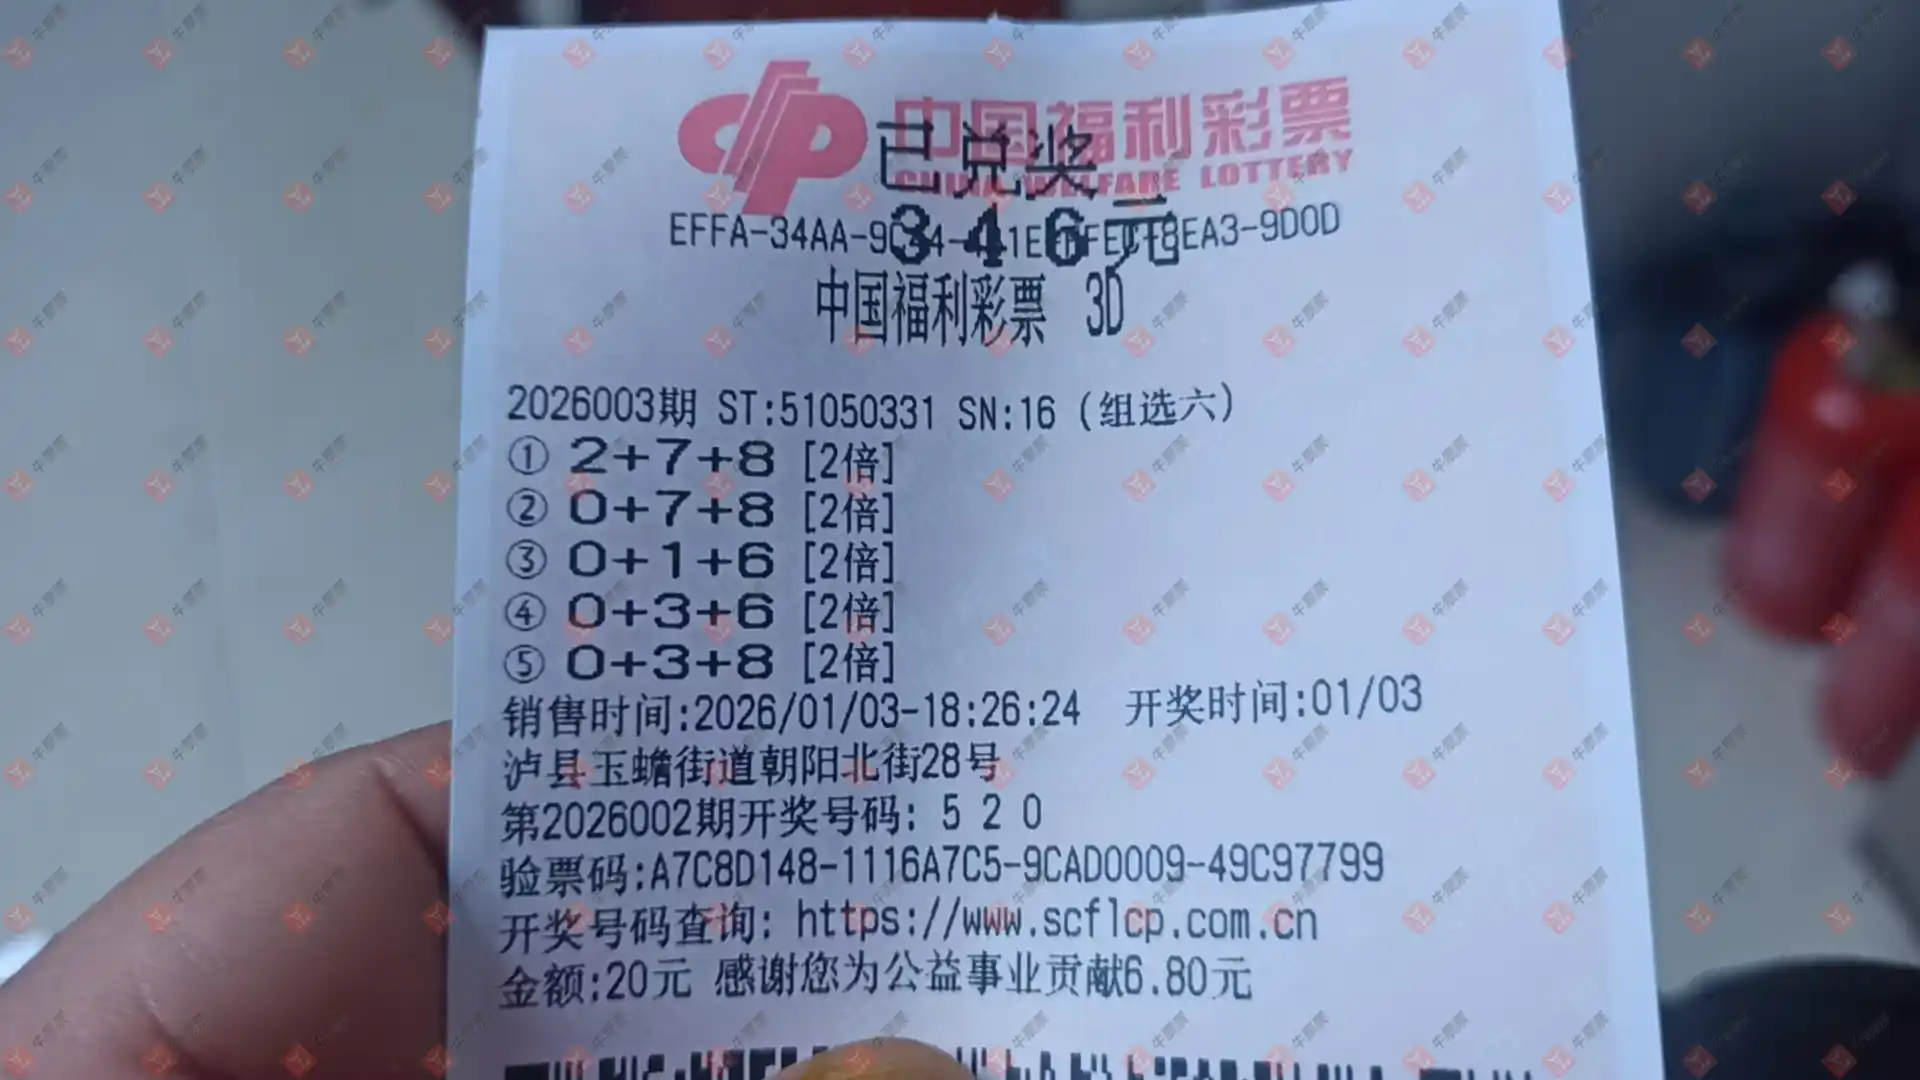 中国福利彩票
CHINA WELFARE LOTTERY
已兑奖
346元
中国福利彩票 3D
2026003期 ST:51050331 SN:16 (组选六)
① 2+7+8 [2倍]
② 0+7+8 [2倍]
③ 0+1+6 [2倍]
④ 0+3+6 [2倍]
⑤ 0+3+8 [2倍]
销售时间:2026/01/03-18:26:24 开奖时间:01/03
泸县玉蟾街道朝阳北街28号
第2026002期开奖号码: 5 2 0
验票码:A7C8D148-1116A7C5-9CAD0009-49C97799
开奖号码查询: https://www.scflcp.com.cn
金额:20元 感谢您为公益事业贡献6.80元